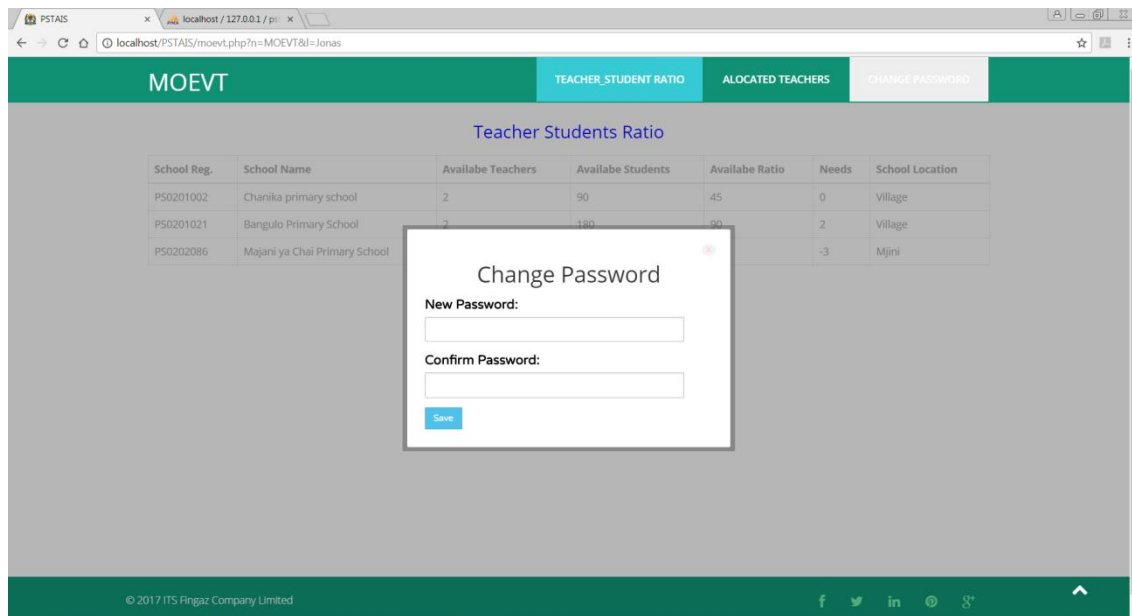 PSTAIS
localhost / 127.0.0.1 / ps
localhost/PSTAIS/moevt.php?n=MOEVT&l=Jonas
MOEVT TEACHER_STUDENT RATIO ALOCATED TEACHERS CHANGE PASSWORD
Teacher Students Ratio
School Reg. School Name Availabe Teachers Availabe Students Availabe Ratio Needs School Location
PS0201002 Chanika primary school 2 90 45 0 Village
PS0201021 Bangulo Primary School 2 180 90 2 Village
PS0202086 Majani ya Chai Primary School -3 Mjini
Change Password
New Password:
Confirm Password:
Save
© 2017 ITS Fingaz Company Limited